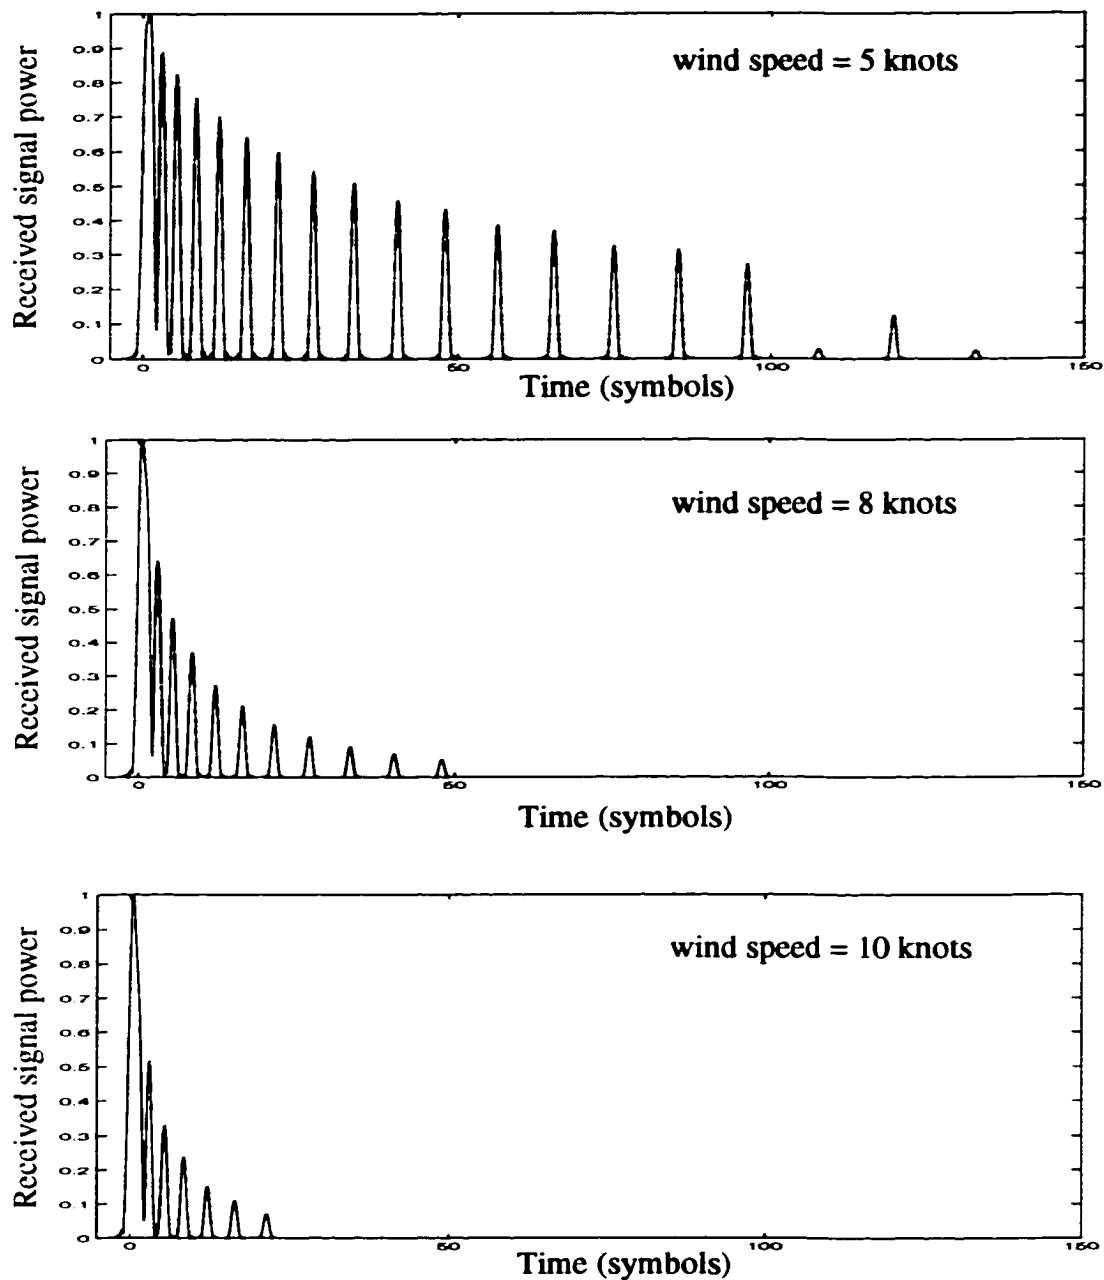 Received signal power
1
0.9
0.8
0.7
0.6
0.5
0.4
0.3
0.2
0.1
0
wind speed = 5 knots
0 50 100 150
Time (symbols)
Received signal power
1
0.9
0.8
0.7
0.6
0.5
0.4
0.3
0.2
0.1
0
wind speed = 8 knots
0 50 100 150
Time (symbols)
Received signal power
1
0.9
0.8
0.7
0.6
0.5
0.4
0.3
0.2
0.1
0
wind speed = 10 knots
0 50 100 150
Time (symbols)